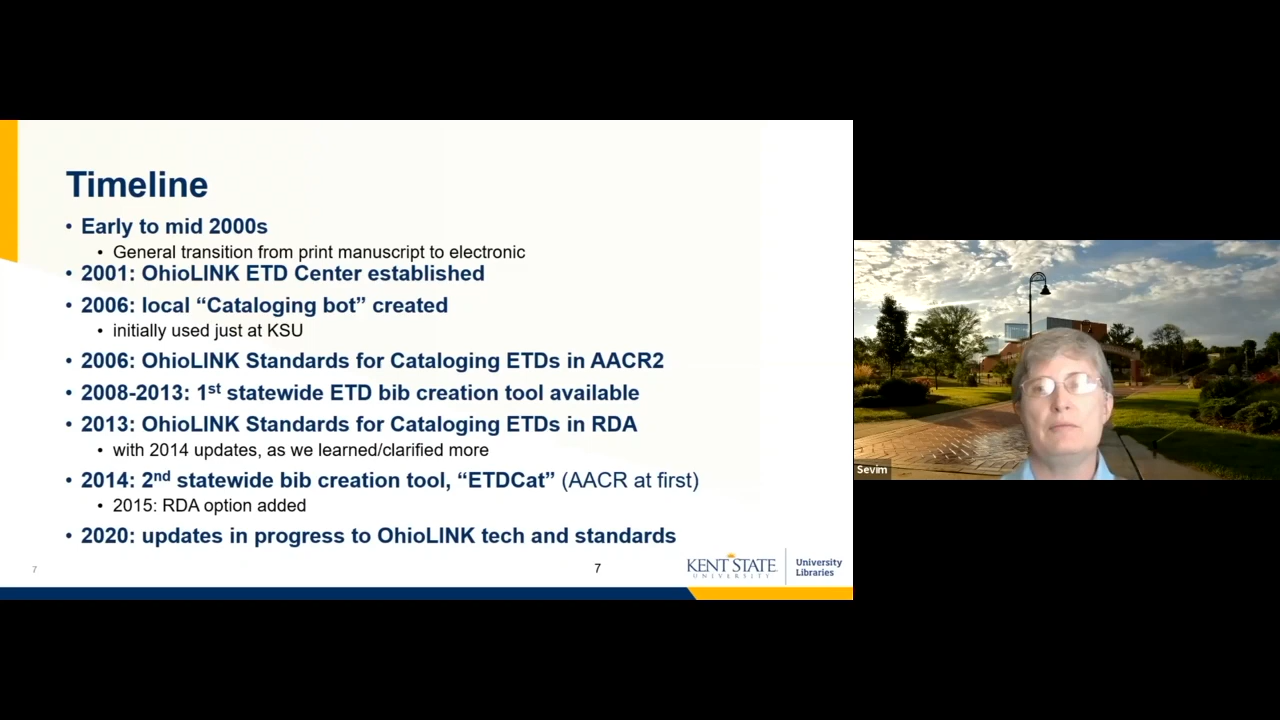 Timeline
• Early to mid 2000s
• General transition from print manuscript to electronic
• 2001: OhioLINK ETD Center established
• 2006: local “Cataloging bot” created
• initially used just at KSU
• 2006: OhioLINK Standards for Cataloging ETDs in AACR2
• 2008-2013: 1st statewide ETD bib creation tool available
• 2013: OhioLINK Standards for Cataloging ETDs in RDA
• with 2014 updates, as we learned/clarified more
• 2014: 2nd statewide bib creation tool, “ETDCat” (AACR at first)
• 2015: RDA option added
• 2020: updates in progress to OhioLINK tech and standards
7
7
KENT STATE
UNIVERSITY
University
Libraries
Sevim